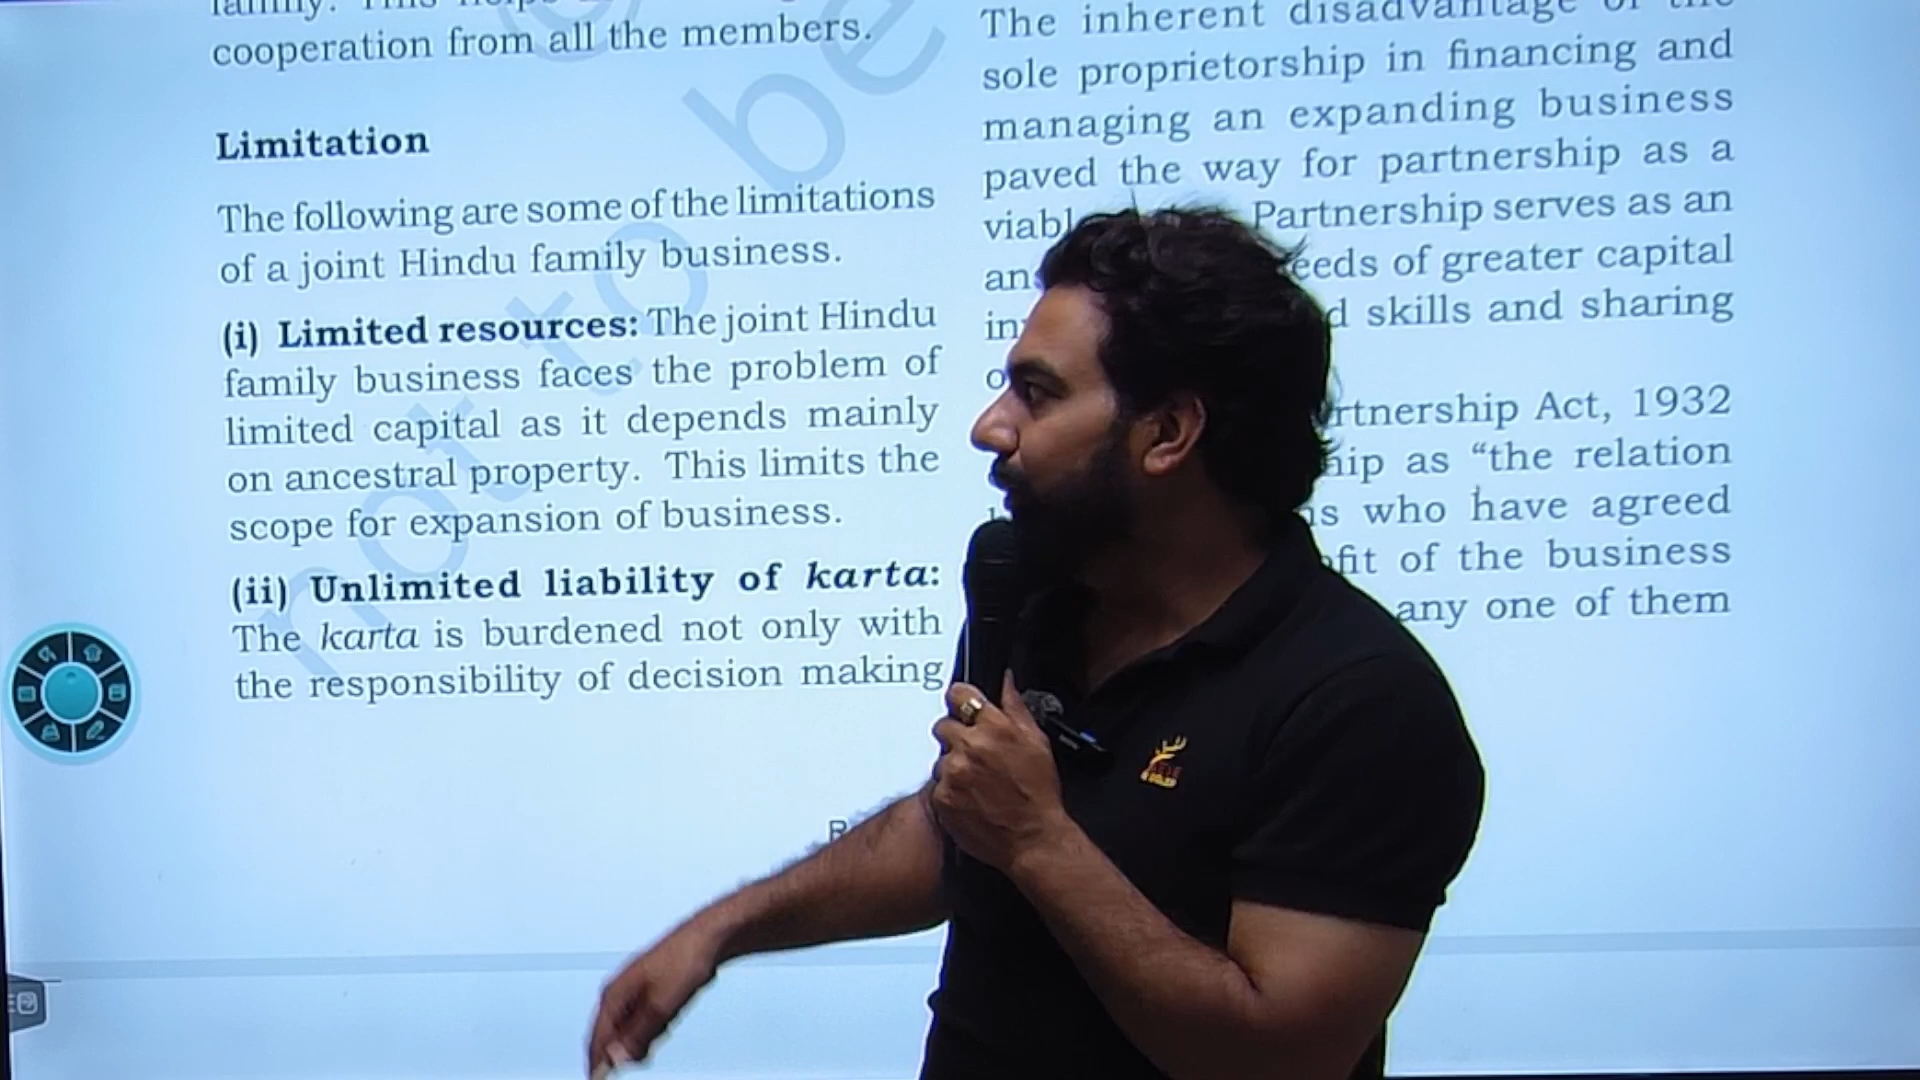 cooperation from all the members.
Limitation
The following are some of the limitations
of a joint Hindu family business.
(i) Limited resources: The joint Hindu
family business faces the problem of
limited capital as it depends mainly
on ancestral property. This limits the
scope for expansion of business.
(ii) Unlimited liability of karta:
The karta is burdened not only with
the responsibility of decision making
The inherent disadvantage of the
sole proprietorship in financing and
managing an expanding business
paved the way for partnership as a
Partnership serves as an
of greater capital
skills and sharing
Act, 1932
as “the relation
who have agreed
of the business
any one of them
not to be